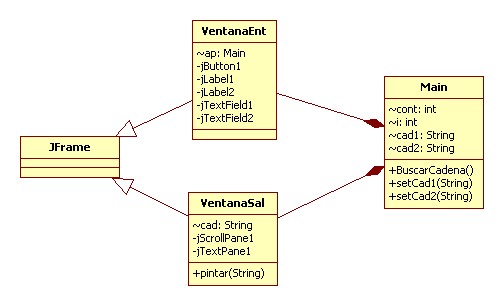 VentanaEnt
~ap: Main
-jButton1
-jLabel1
-jLabel2
-jTextField1
-jTextField2
JFrame
Main
~cont: int
~i: int
~cad1: String
~cad2: String
+BuscarCadena()
+setCad1(String)
+setCad2(String)
VentanaSal
~cad: String
-jScrollPane1
-jTextPane1
+pintar(String)